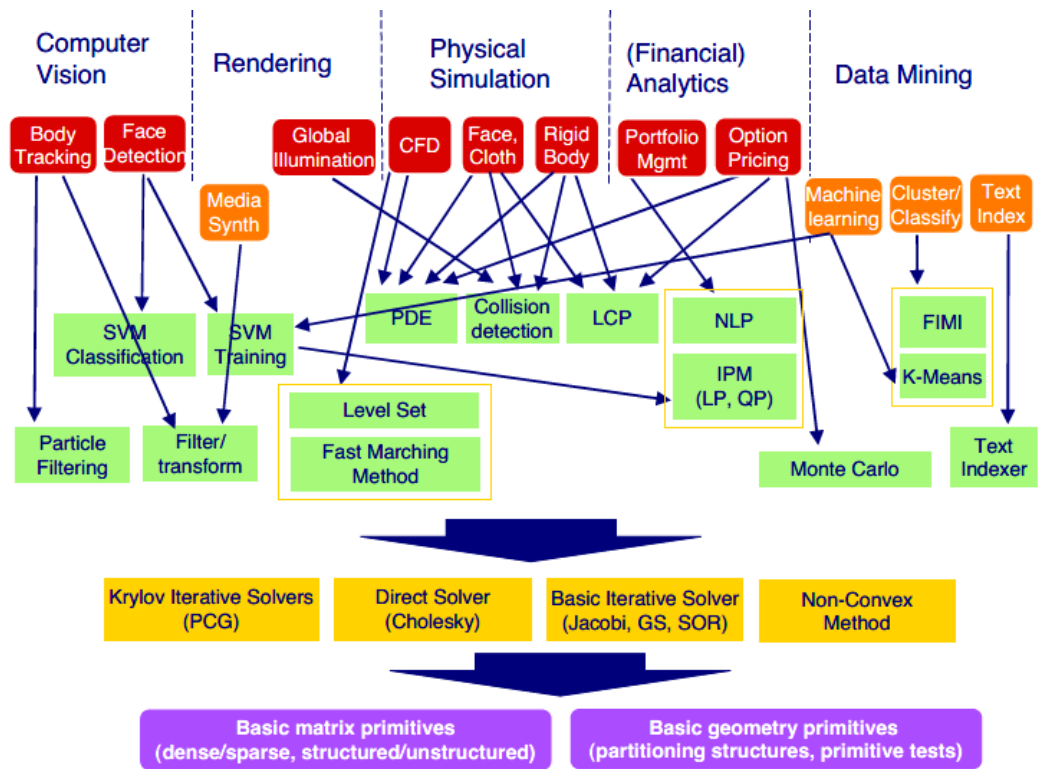 Computer
Vision
Rendering
Physical
Simulation
(Financial)
Analytics
Data Mining
Body
Tracking
Face
Detection
Global
Illumination
CFD
Face,
Cloth
Rigid
Body
Portfolio
Mgmt
Option
Pricing
Media
Synth
Machine
learning
Cluster/
Classify
Text
Index
SVM
Classification
SVM
Training
PDE
Collision
detection
LCP
NLP
FIMI
IPM
(LP, QP)
K-Means
Level Set
Fast Marching
Method
Particle
Filtering
Filter/
transform
Monte Carlo
Text
Indexer
Krylov Iterative Solvers
(PCG)
Direct Solver
(Cholesky)
Basic Iterative Solver
(Jacobi, GS, SOR)
Non-Convex
Method
Basic matrix primitives
(dense/sparse, structured/unstructured)
Basic geometry primitives
(partitioning structures, primitive tests)